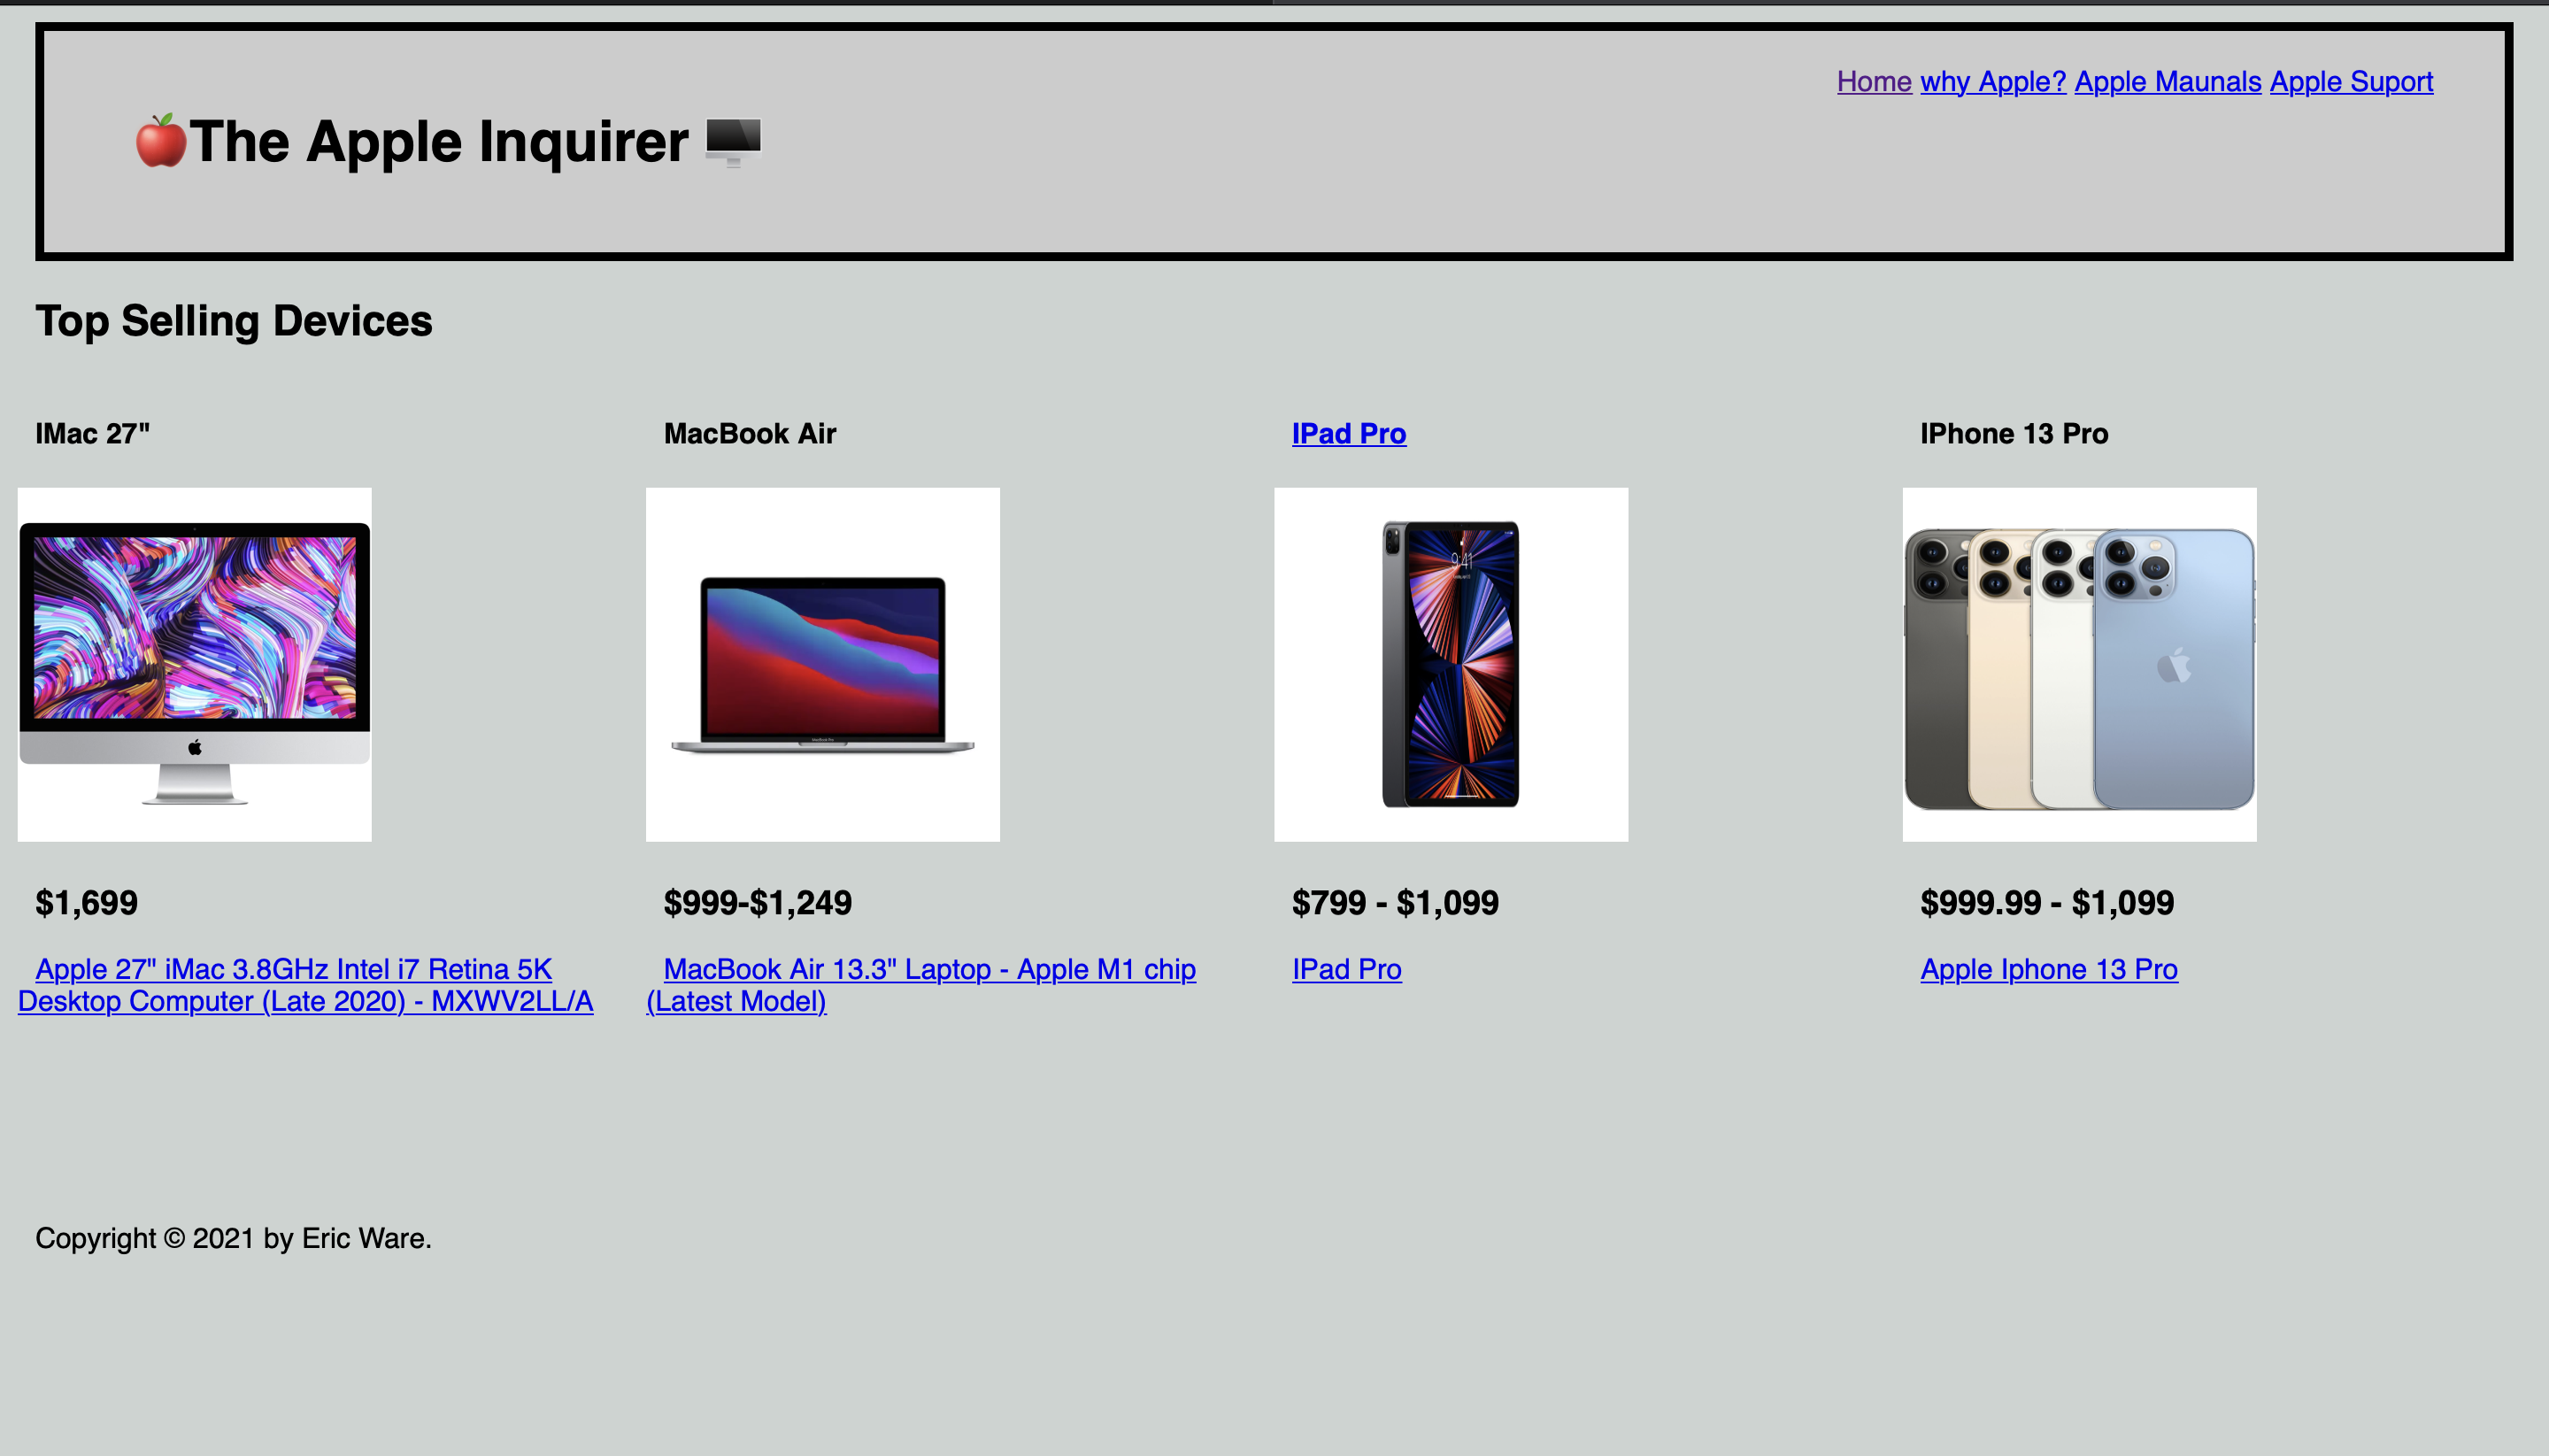 Home why Apple? Apple Maunals Apple Suport
🍎The Apple Inquirer 🖥️
Top Selling Devices
IMac 27"
MacBook Air
IPad Pro
IPhone 13 Pro
9:41
MacBook Pro
$1,699
$999-$1,249
$799 - $1,099
$999.99 - $1,099
Apple 27" iMac 3.8GHz Intel i7 Retina 5K
Desktop Computer (Late 2020) - MXWV2LL/A
MacBook Air 13.3" Laptop - Apple M1 chip
(Latest Model)
IPad Pro
Apple Iphone 13 Pro
Copyright © 2021 by Eric Ware.